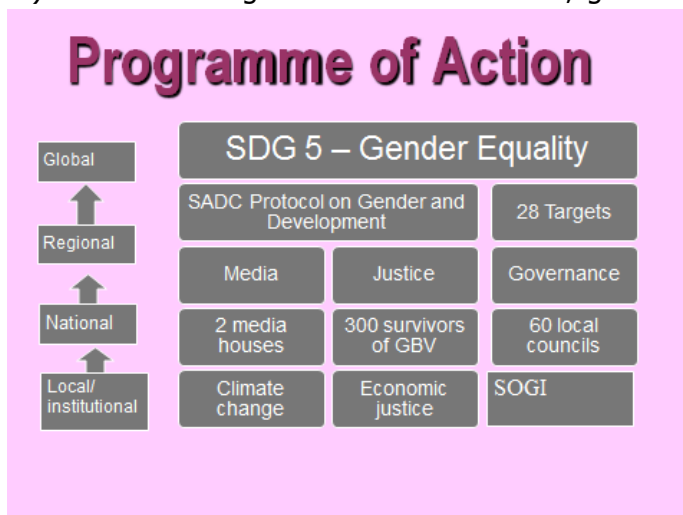 Programme of Action
Global
SDG 5 – Gender Equality
SADC Protocol on Gender and
Development
28 Targets
Regional
Media
Justice
Governance
National
2 media
houses
300 survivors
of GBV
60 local
councils
Local/
institutional
Climate
change
Economic
justice
SOGI